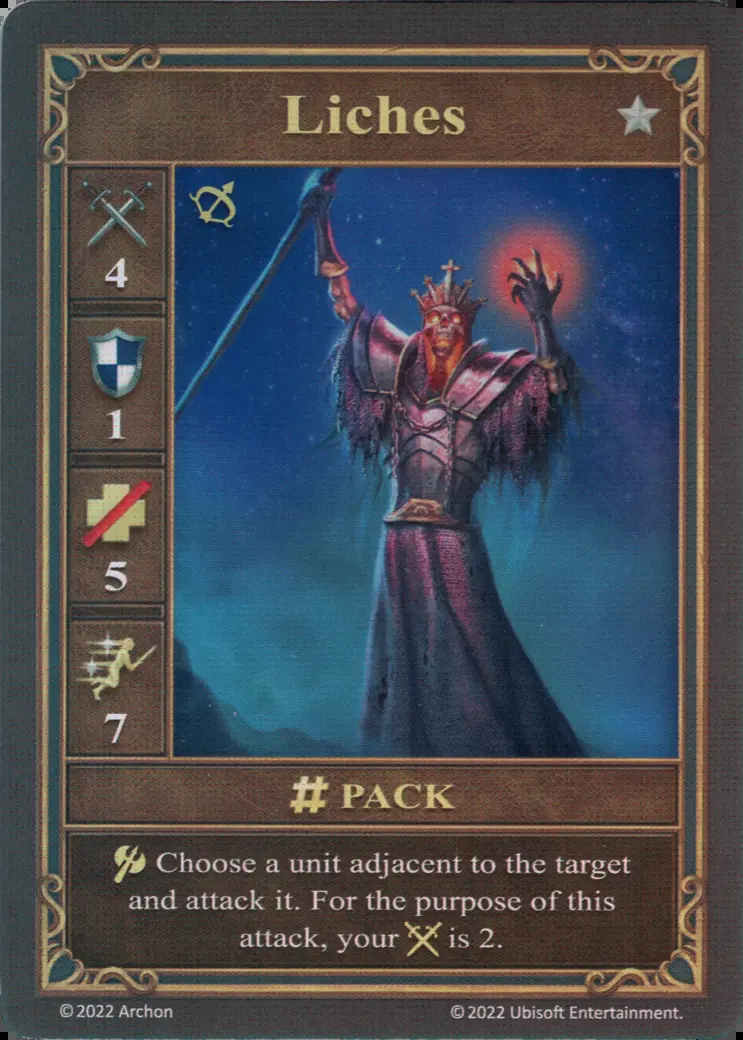 Liches
4
1
5
7
# PACK
Choose a unit adjacent to the target
and attack it. For the purpose of this
attack, your is 2.
© 2022 Archon
© 2022 Ubisoft Entertainment.